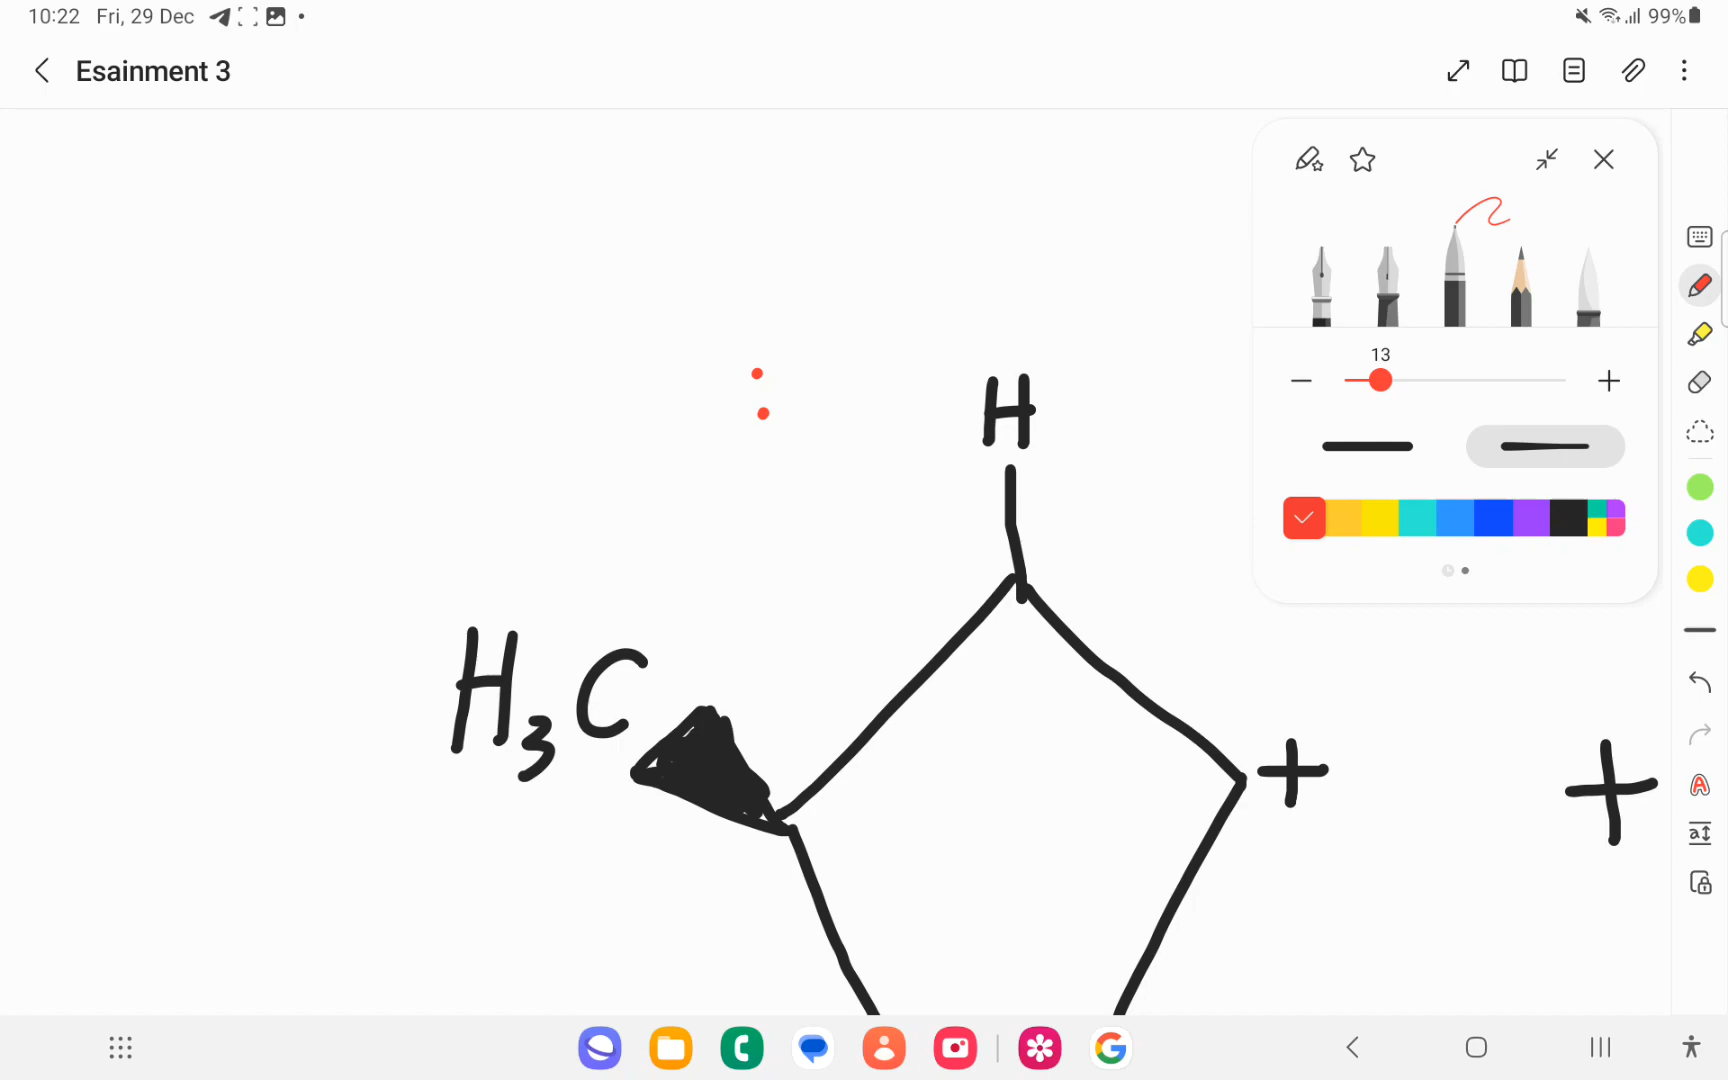 10:22 Fri, 29 Dec 99%
Esainment 3
13
H
H3C
+ +
A
a